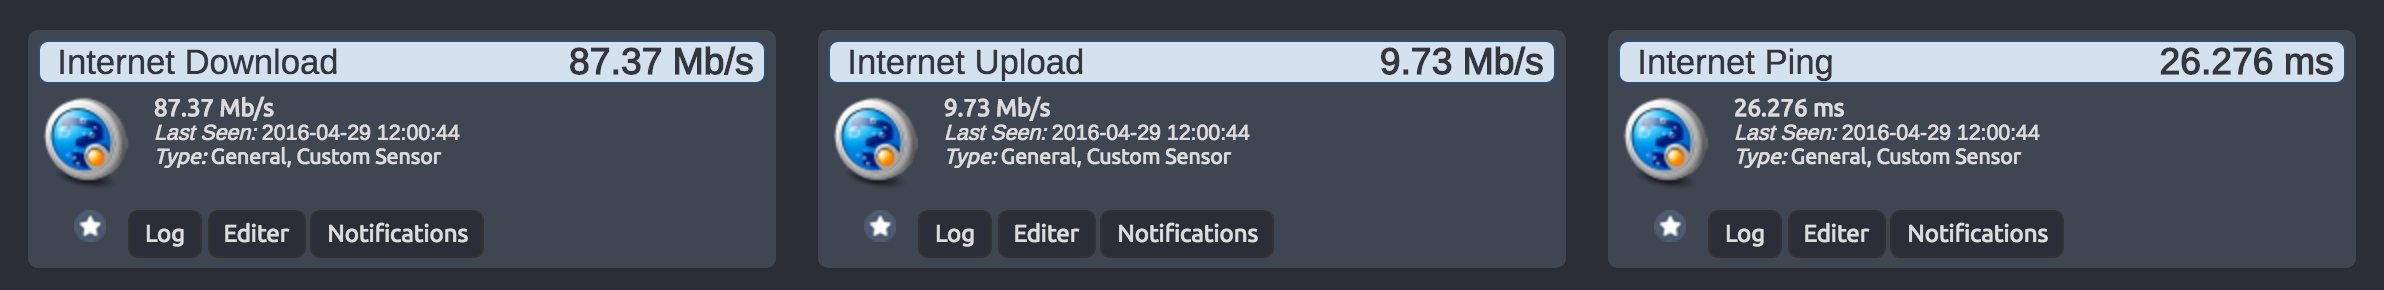 Internet Download 87.37 Mb/s
87.37 Mb/s
Last Seen: 2016-04-29 12:00:44
Type: General, Custom Sensor
Log Editer Notifications
Internet Upload 9.73 Mb/s
9.73 Mb/s
Last Seen: 2016-04-29 12:00:44
Type: General, Custom Sensor
Log Editer Notifications
Internet Ping 26.276 ms
26.276 ms
Last Seen: 2016-04-29 12:00:44
Type: General, Custom Sensor
Log Editer Notifications